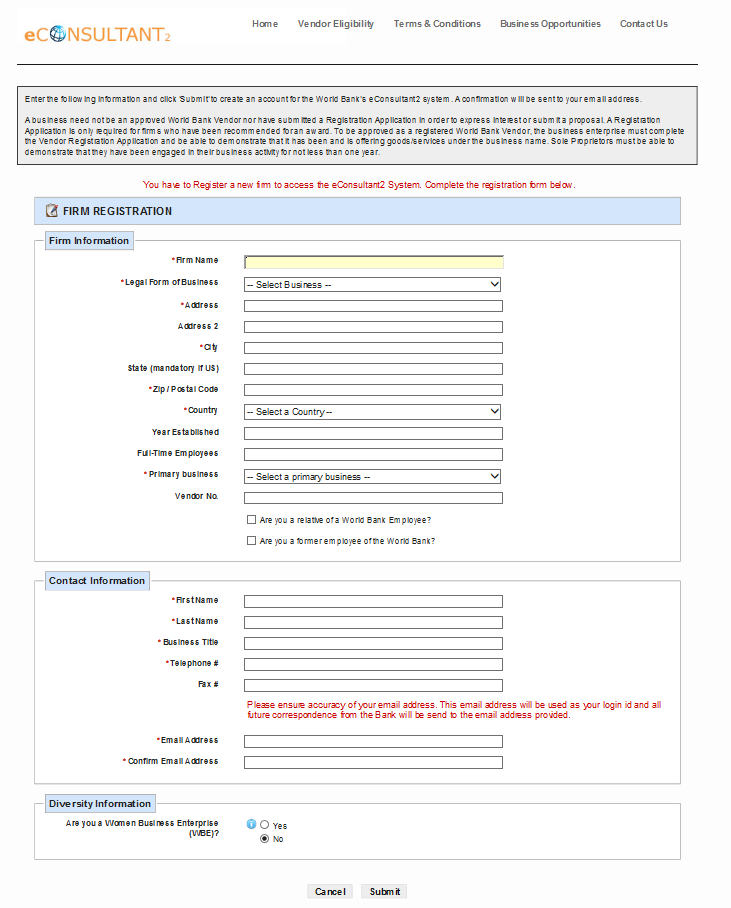 eCONSULTANT2
Home Vendor Eligibility Terms & Conditions Business Opportunities Contact Us
Enter the following information and click 'Submit' to create an account for the World Bank's eConsultant2 system. A confirmation will be sent to your email address.
A business need not be an approved World Bank Vendor nor have submitted a Registration Application in order to express interest or submit a proposal. A Registration
Application is only required for firms who have been recommended for an award. To be approved as a registered World Bank Vendor, the business enterprise must complete
the Vendor Registration Application and be able to demonstrate that it has been and is offering goods/services under the business name. Sole Proprietors must be able to
demonstrate that they have been engaged in their business activity for not less than one year.
You have to Register a new firm to access the eConsultant2 System. Complete the registration form below.
FIRM REGISTRATION
Firm Information
*Firm Name
*Legal Form of Business -- Select Business --
*Address
Address 2
*City
State (mandatory if US)
*Zip / Postal Code
*Country -- Select a Country--
Year Established
Full-Time Employees
*Primary business -- Select a primary business --
Vendor No.
Are you a relative of a World Bank Employee?
Are you a former employee of the World Bank?
Contact Information
*First Name
*Last Name
*Business Title
*Telephone #
Fax #
Please ensure accuracy of your email address. This email address will be used as your login id and all
future correspondence from the Bank will be send to the email address provided.
*Email Address
*Confirm Email Address
Diversity Information
Are you a Women Business Enterprise Yes
(WBE)? No
Cancel Submit